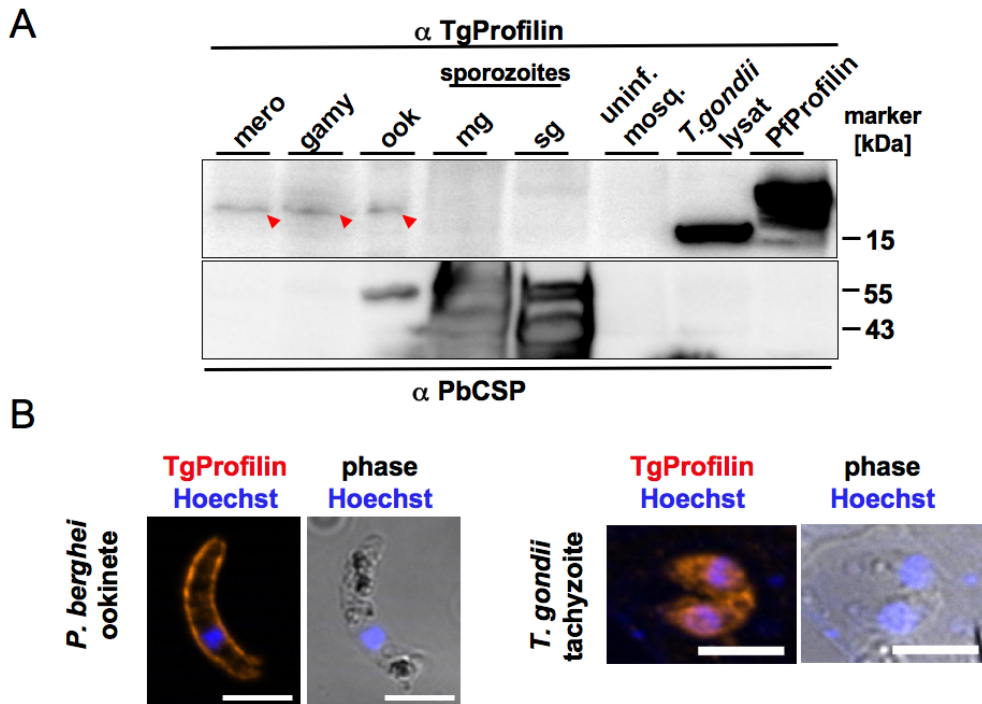 A
α TgProfilin
sporozoites
mero
gamy
ook
mg
sg
uninf.
mosq.
T.gondii
lysat
PfProfilin
marker
[kDa]
15
55
43
α PbCSP
B
TgProfilin
Hoechst
phase
Hoechst
P. berghei
ookinete
TgProfilin
Hoechst
phase
Hoechst
T. gondii
tachyzoite